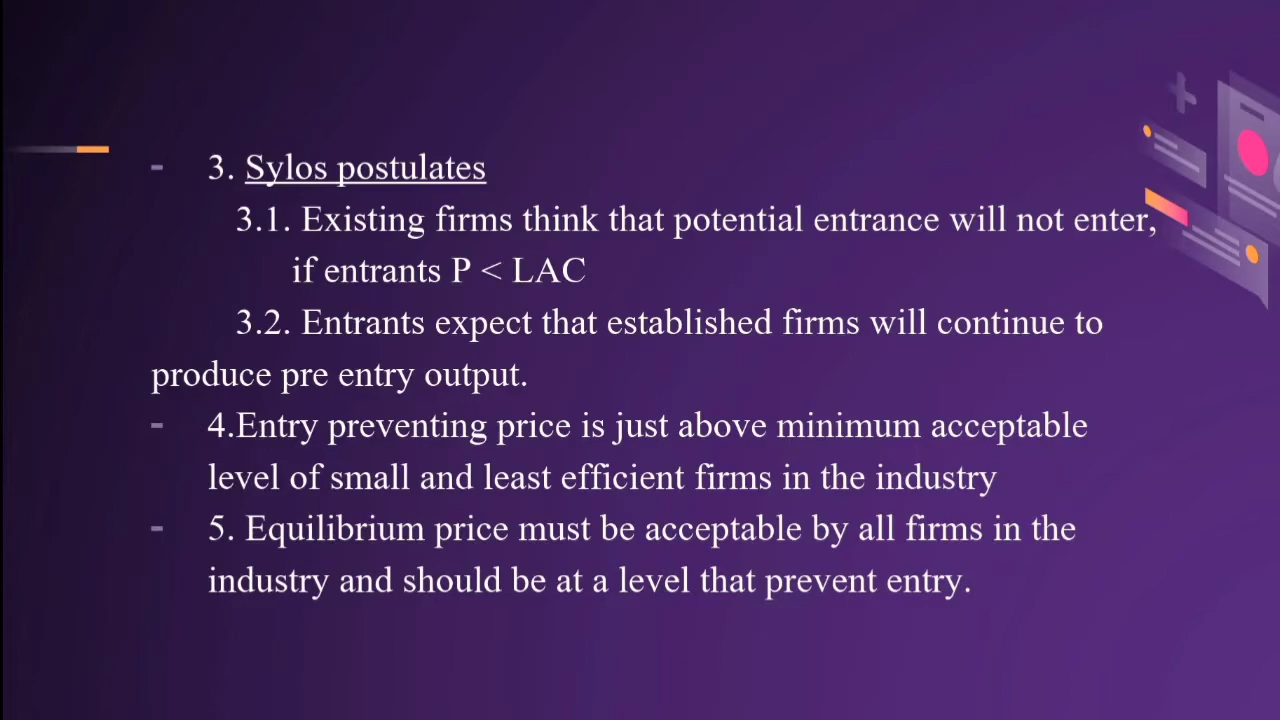 - 3. Sylos postulates
3.1. Existing firms think that potential entrance will not enter,
if entrants P < LAC
3.2. Entrants expect that established firms will continue to
produce pre entry output.
- 4.Entry preventing price is just above minimum acceptable
level of small and least efficient firms in the industry
- 5. Equilibrium price must be acceptable by all firms in the
industry and should be at a level that prevent entry.